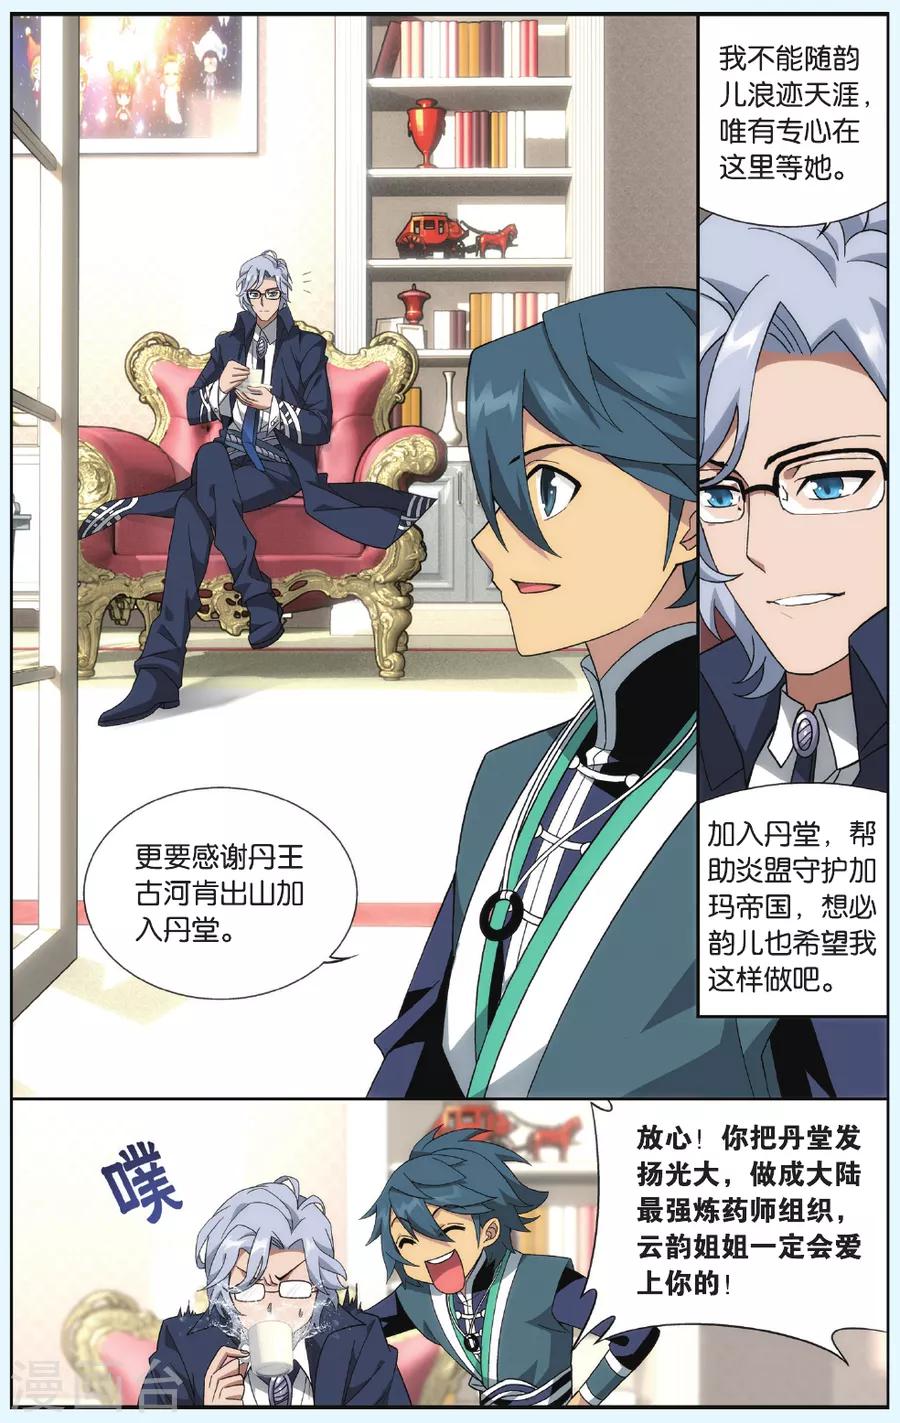 更要感谢丹王
古河肯出山加
入丹堂。
我不能随韵
儿浪迹天涯，
唯有专心在
这里等她。
加入丹堂，帮
助炎盟守护加
玛帝国，想必
韵儿也希望我
这样做吧。
噗
放心！你把丹堂发
扬光大，做成大陆
最强炼药师组织，
云韵姐姐一定会爱
上你的！
漫画台